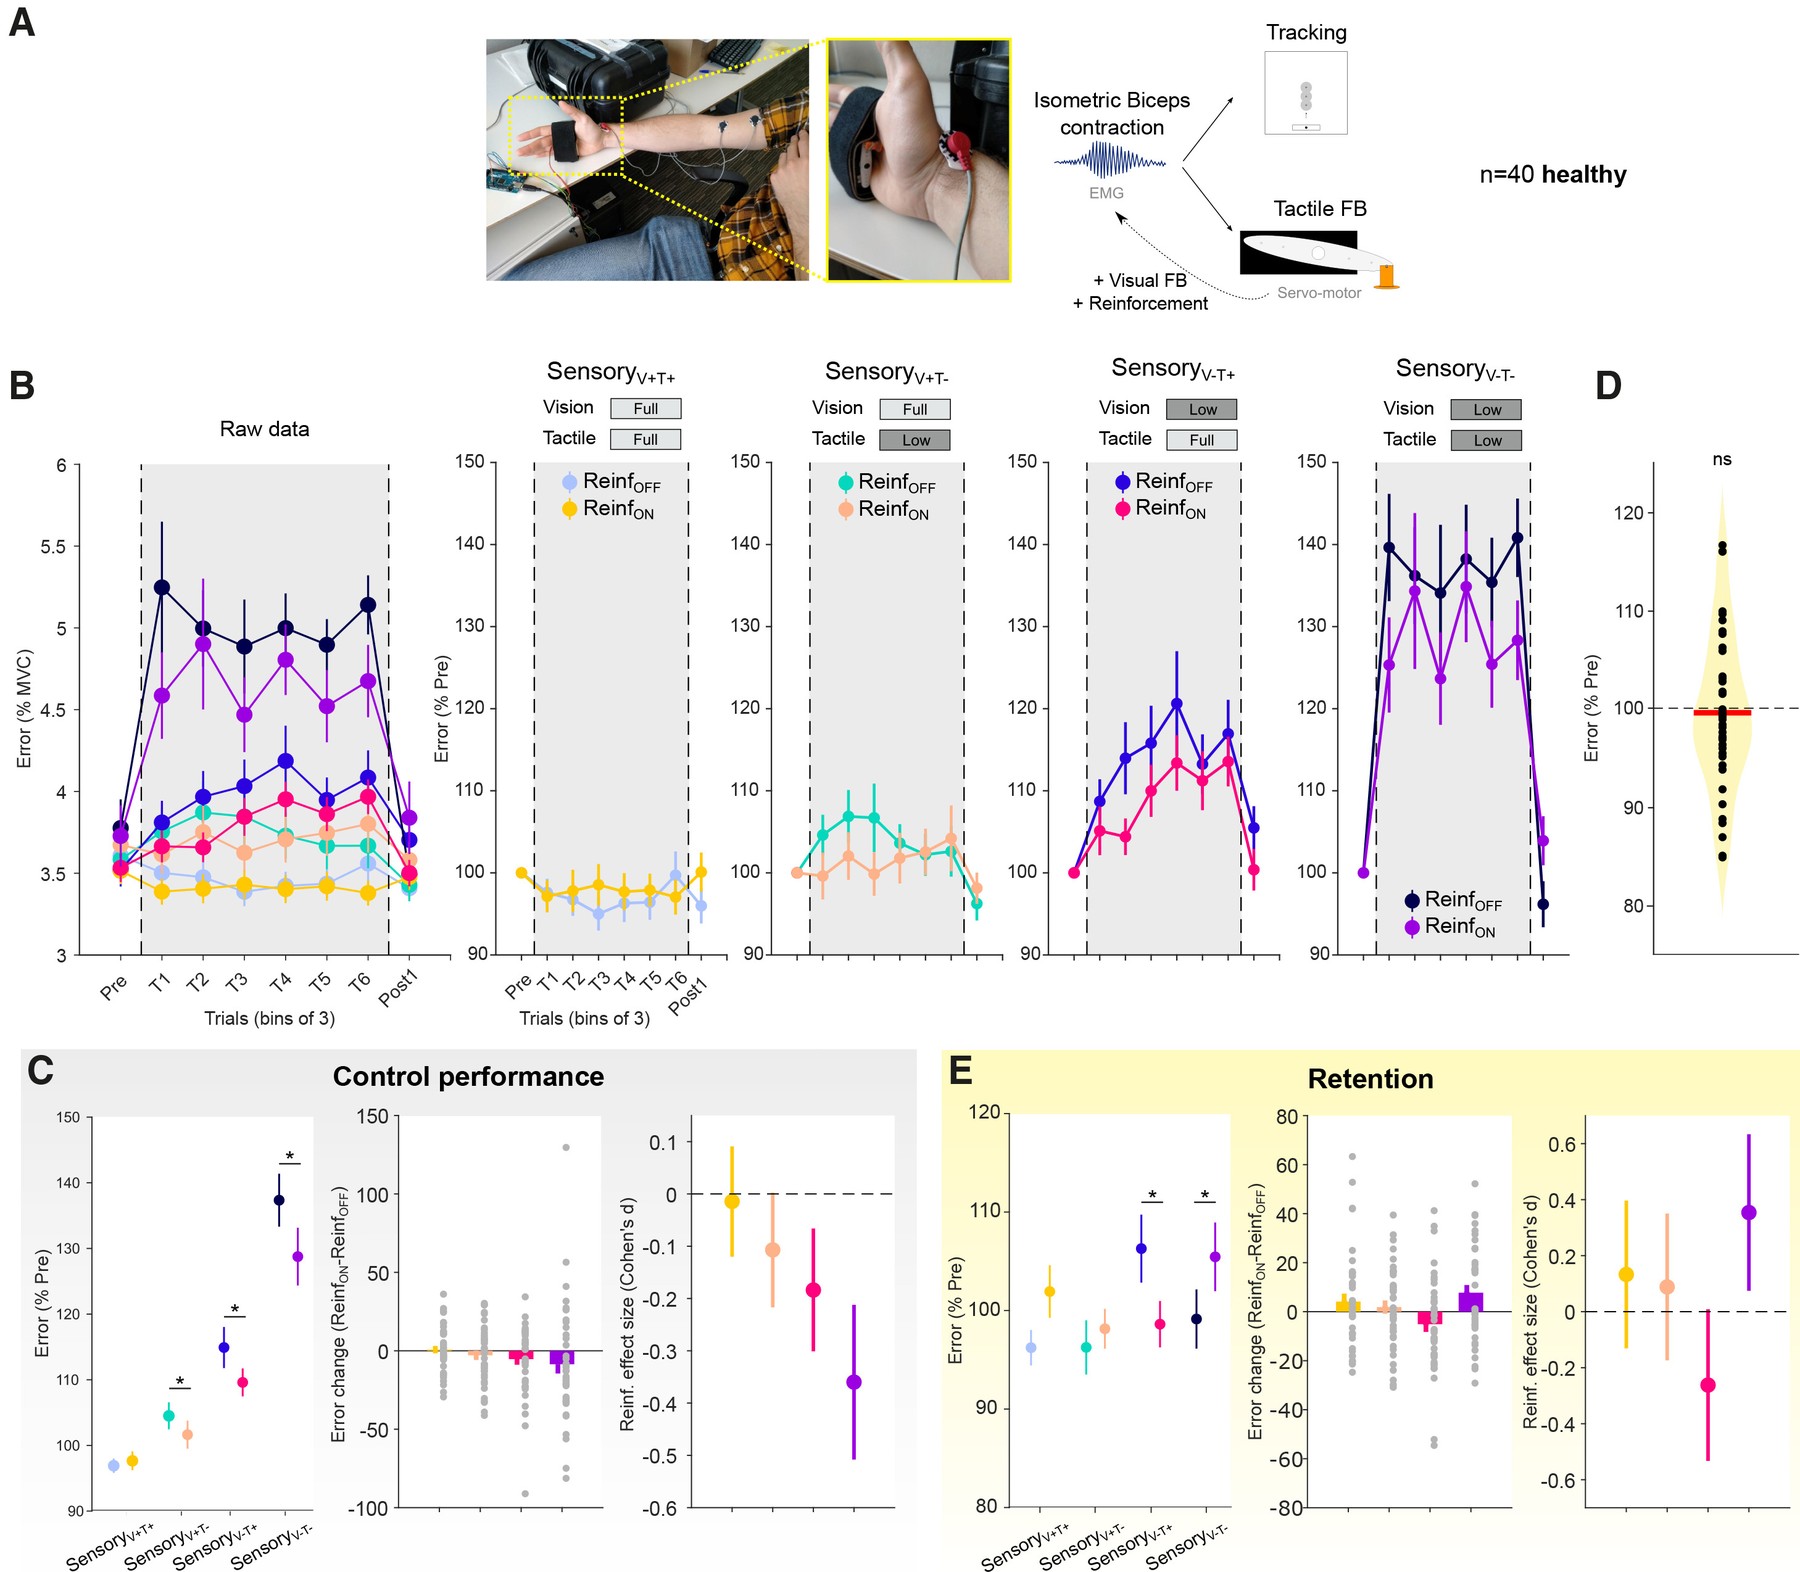 A
Isometric Biceps
contraction
EMG
+ Visual FB
+ Reinforcement
Tracking
Tactile FB
Servo-motor
n=40 healthy
B
Raw data
Error (% MVC)
6
5.5
5
4.5
4
3.5
3
Pre
T1
T2
T3
T4
T5
T6
Post1
Trials (bins of 3)
SensoryV+T+
Vision Full
Tactile Full
ReinfOFF
ReinfON
Error (% Pre)
150
140
130
120
110
100
90
Pre
T1
T2
T3
T4
T5
T6
Post1
Trials (bins of 3)
SensoryV+T-
Vision Full
Tactile Low
ReinfOFF
ReinfON
150
140
130
120
110
100
90
SensoryV-T+
Vision Low
Tactile Full
ReinfOFF
ReinfON
150
140
130
120
110
100
90
SensoryV-T-
Vision Low
Tactile Low
150
140
130
120
110
100
90
ReinfOFF
ReinfON
D
ns
Error (% Pre)
120
110
100
90
80
C
Control performance
Error (% Pre)
150
140
130
120
110
100
90
*
*
*
SensoryV+T+
SensoryV+T-
SensoryV-T+
SensoryV-T-
Error change (ReinfON-ReinfOFF)
150
100
50
0
-50
-100
Reinf. effect size (Cohen's d)
0.1
0
-0.1
-0.2
-0.3
-0.4
-0.5
-0.6
E
Retention
Error (% Pre)
120
110
100
90
80
*
*
SensoryV+T+
SensoryV+T-
SensoryV-T+
SensoryV-T-
Error change (ReinfON-ReinfOFF)
80
60
40
20
0
-20
-40
-60
-80
Reinf. effect size (Cohen's d)
0.6
0.4
0.2
0
-0.2
-0.4
-0.6